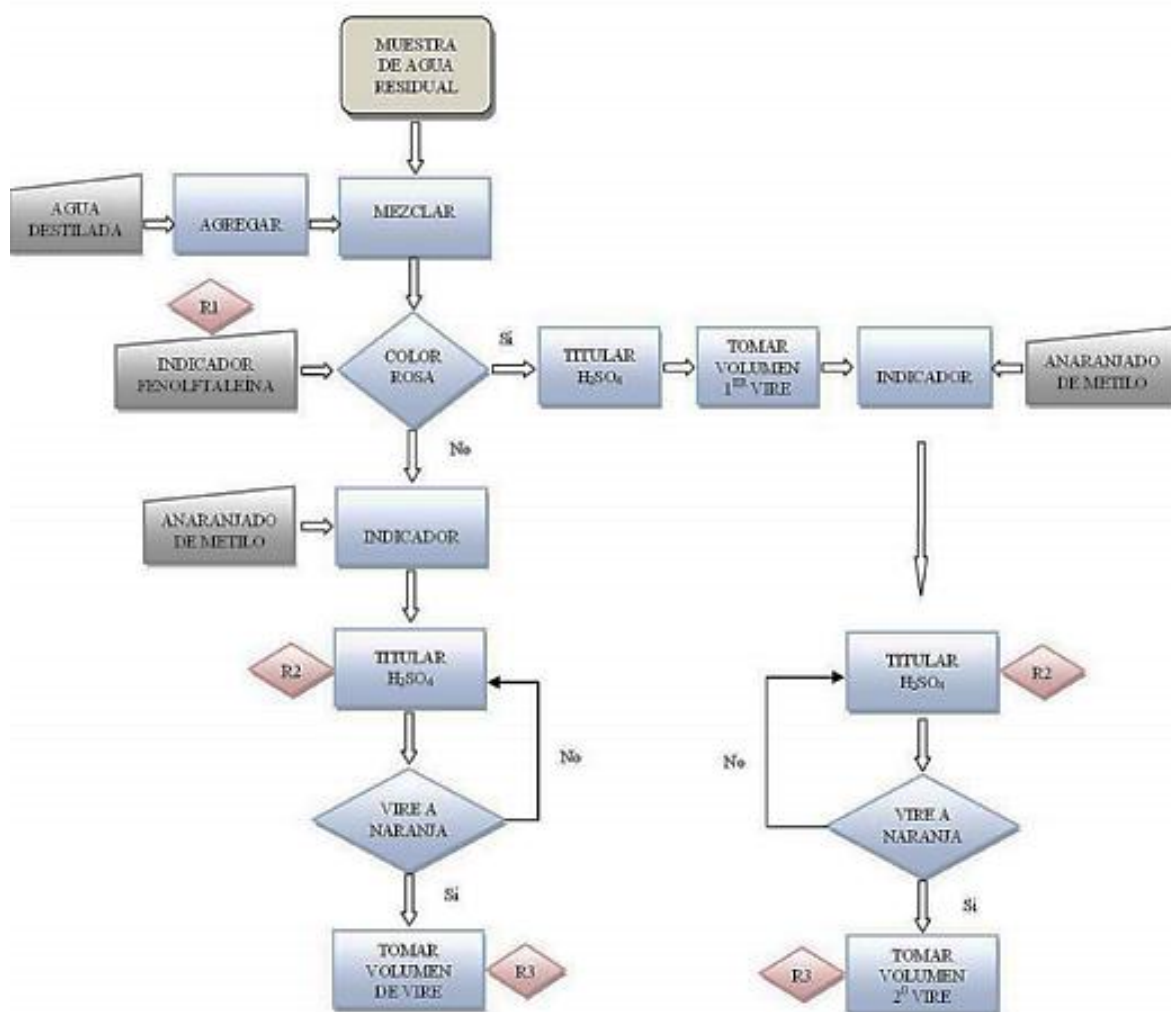 MUESTRA
DE AGUA
RESIDUAL
AGUA
DESTILADA
AGREGAR
MEZCLAR
R1
INDICADOR
FENOLFTALEÍNA
COLOR
ROSA
Si
TITULAR
H₂SO₄
TOMAR
VOLUMEN
1ER VIRE
INDICADOR
ANARANJADO
DE METILO
No
ANARANJADO
DE METILO
INDICADOR
R2
TITULAR
H₂SO₄
TITULAR
H₂SO₄
R2
No
No
VIRE A
NARANJA
VIRE A
NARANJA
Si
Si
TOMAR
VOLUMEN
DE VIRE
R3
R3
TOMAR
VOLUMEN
2⁰ VIRE